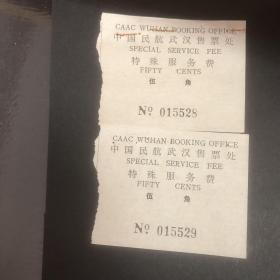 CAAC WUHAN BOOKING OFFICE
中国民航武汉售票处
SPECIAL SERVICE FEE
特殊服务费
FIFTY CENTS
伍角
No 015528
CAAC WUHAN BOOKING OFFICE
中国民航武汉售票处
SPECIAL SERVICE FEE
特殊服务费
FIFTY CENTS
伍角
No 015529